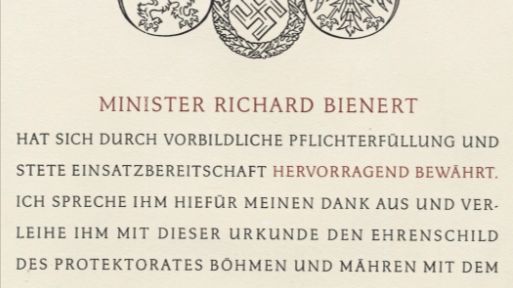 MINISTER RICHARD BIENERT
HAT SICH DURCH VORBILDLICHE PFLICHTERFÜLLUNG UND
STETE EINSATZBEREITSCHAFT HERVORRAGEND BEWÄHRT.
ICH SPRECHE IHM HIEFÜR MEINEN DANK AUS UND VER-
LEIHE IHM MIT DIESER URKUNDE DEN EHRENSCHILD
DES PROTEKTORATES BÖHMEN UND MÄHREN MIT DEM